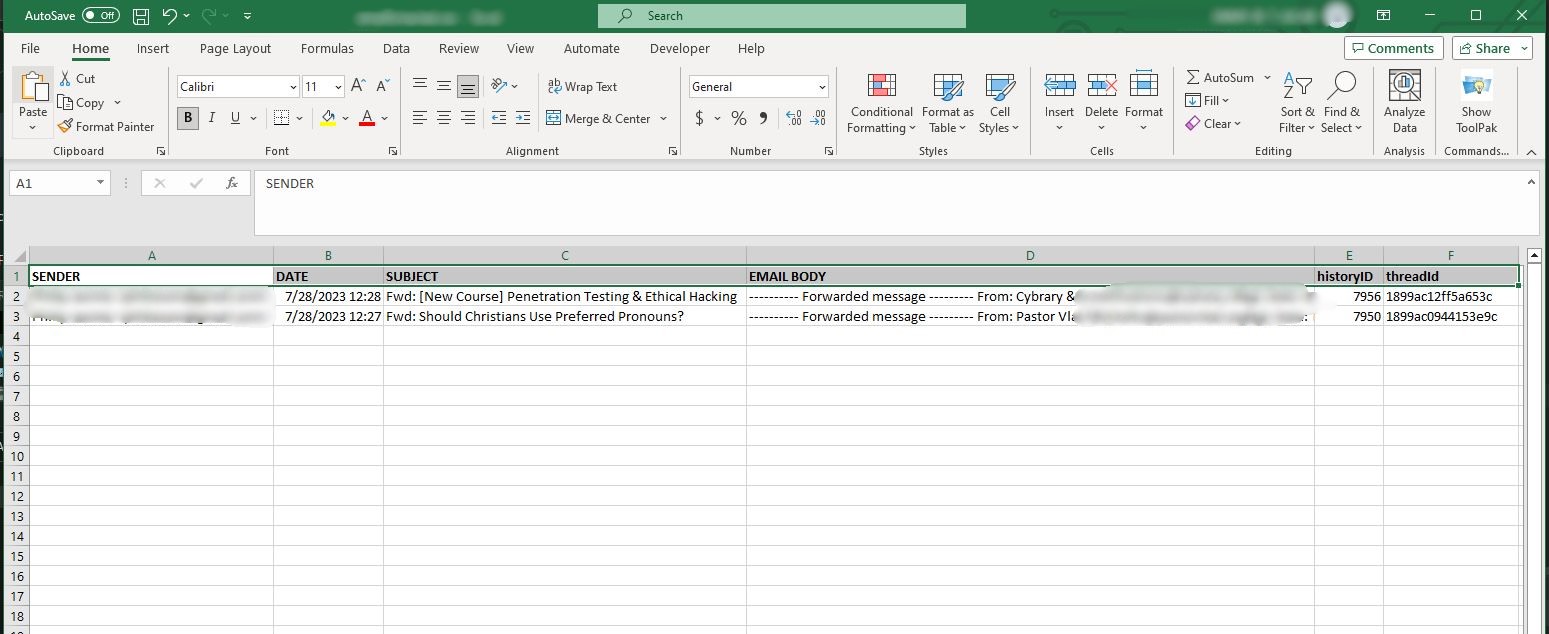 AutoSave Off Search
File Home Insert Page Layout Formulas Data Review View Automate Developer Help Comments Share
Paste Cut Copy Format Painter Clipboard
Calibri 11 A A B I U A Font
ab Wrap Text Merge & Center Alignment
General $ % 9 .00 .00 Number
Conditional Formatting Format as Table Cell Styles Styles
Insert Delete Format Cells
AutoSum Fill Clear Sort & Filter Find & Select Editing
Analyze Data Analysis
Show ToolPak Commands...
A1 fx SENDER
A B C D E F
1 SENDER DATE SUBJECT EMAIL BODY historyID threadId
2 7/28/2023 12:28 Fwd: [New Course] Penetration Testing & Ethical Hacking ---------- Forwarded message --------- From: Cybrary & 7956 1899ac12ff5a653c
3 7/28/2023 12:27 Fwd: Should Christians Use Preferred Pronouns? ---------- Forwarded message --------- From: Pastor Vla 7950 1899ac0944153e9c
4
5
6
7
8
9
10
11
12
13
14
15
16
17
18